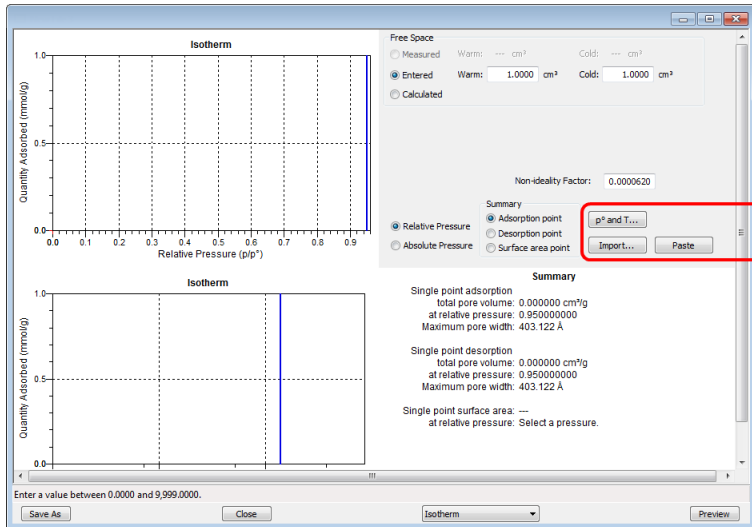 Isotherm
Quantity Adsorbed (mmol/g)
1.0
0.5
0.0
0.0 0.1 0.2 0.3 0.4 0.5 0.6 0.7 0.8 0.9
Relative Pressure (p/p°)
Free Space
Measured Warm: --- cm³ Cold: --- cm³
Entered Warm: 1.0000 cm³ Cold: 1.0000 cm³
Calculated
Non-ideality Factor: 0.0000620
Relative Pressure
Absolute Pressure
Summary
Adsorption point
Desorption point
Surface area point
p° and T...
Import... Paste
Isotherm
Quantity Adsorbed (mmol/g)
1.0
0.5
0.0
Summary
Single point adsorption
total pore volume: 0.000000 cm³/g
at relative pressure: 0.950000000
Maximum pore width: 403.122 Å
Single point desorption
total pore volume: 0.000000 cm³/g
at relative pressure: 0.950000000
Maximum pore width: 403.122 Å
Single point surface area: ---
at relative pressure: Select a pressure.
Enter a value between 0.0000 and 9,999.0000.
Save As Close Isotherm Preview